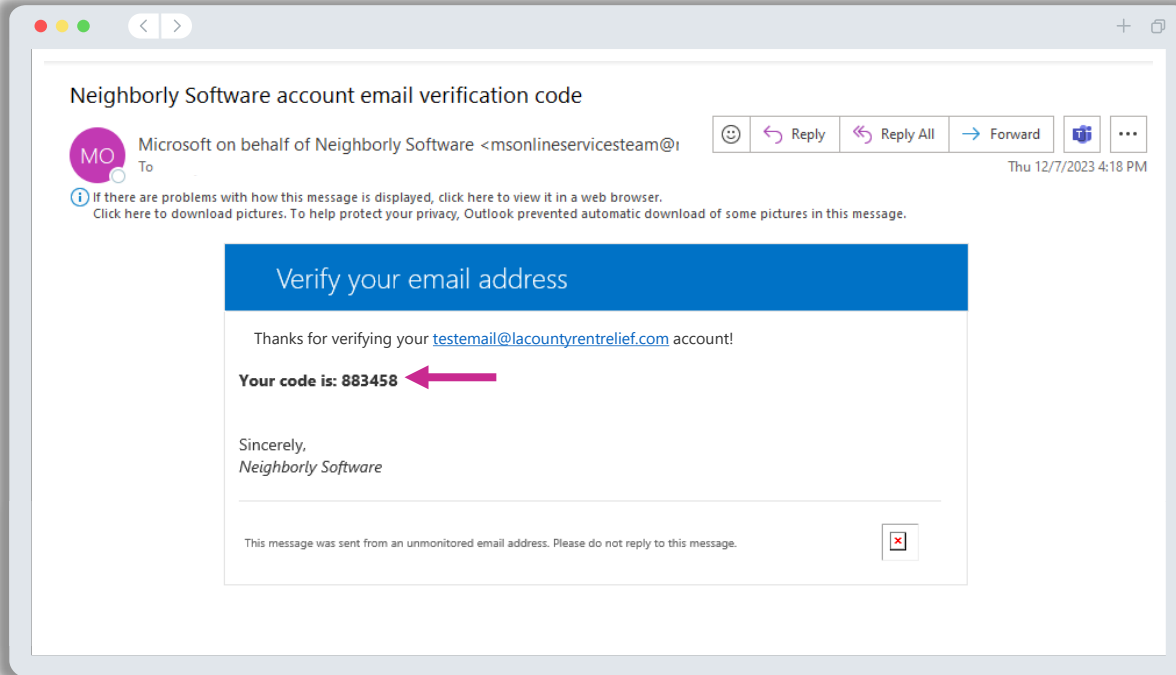 Neighborly Software account email verification code
MO
Microsoft on behalf of Neighborly Software <msonlineservicesteam@
To
Reply
Reply All
Forward
Thu 12/7/2023 4:18 PM
If there are problems with how this message is displayed, click here to view it in a web browser.
Click here to download pictures. To help protect your privacy, Outlook prevented automatic download of some pictures in this message.
Verify your email address
Thanks for verifying your testemail@lacountyrentrelief.com account!
Your code is: 883458
Sincerely,
Neighborly Software
This message was sent from an unmonitored email address. Please do not reply to this message.